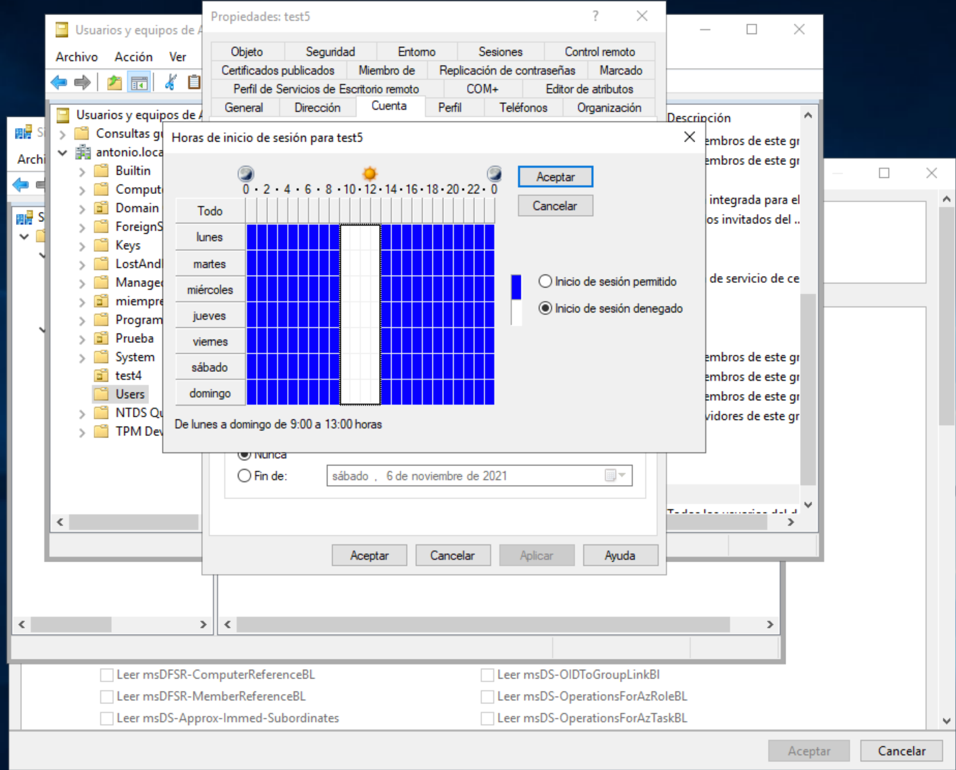 Propiedades: test5
Usuarios y equipos de A
Archivo Acción Ver
Objeto Seguridad Entorno Sesiones Control remoto
Certificados publicados Miembro de Replicación de contraseñas Marcado
Perfil de Servicios de Escritorio remoto COM+ Editor de atributos
General Dirección Cuenta Perfil Teléfonos Organización
Usuarios y equipos de A
Consultas gu
antonio.loca
Builtin
Compute
Domain
ForeignS
Keys
LostAndI
Manage
miempre
Program
Prueba
System
test4
Users
NTDS Qu
TPM Dev
Archi
S
Descripción
embros de este gr
embros de este gr
integrada para el
os invitados del ...
de servicio de ce
embros de este gr
embros de este gr
embros de este gr
vidores de este gr
Todos los usuarios del d
Horas de inicio de sesión para test5
0 · 2 · 4 · 6 · 8 · 10 · 12 · 14 · 16 · 18 · 20 · 22 · 0
Todo
lunes
martes
miércoles
jueves
viernes
sábado
domingo
Aceptar
Cancelar
Inicio de sesión permitido
Inicio de sesión denegado
De lunes a domingo de 9:00 a 13:00 horas
Nunca
Fin de: sábado , 6 de noviembre de 2021
Aceptar Cancelar Aplicar Ayuda
Leer msDFSR-ComputerReferenceBL Leer msDS-OIDToGroupLinkBl
Leer msDFSR-MemberReferenceBL Leer msDS-OperationsForAzRoleBL
Leer msDS-Approx-Immed-Subordinates Leer msDS-OperationsForAzTaskBL
Aceptar Cancelar